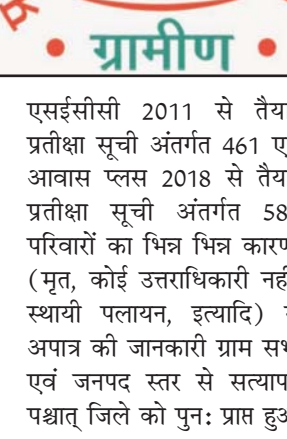 • ग्रामीण •
एसईसीसी 2011 से तैय
प्रतीक्षा सूची अंतर्गत 461 ए
आवास प्लस 2018 से तैय
प्रतीक्षा सूची अंतर्गत 58
परिवारों का भिन्न भिन्न कारण
(मृत, कोई उत्तराधिकारी नही
स्थायी पलायन, इत्यादि)
अपात्र की जानकारी ग्राम सभ
एवं जनपद स्तर से सत्याप
पश्चात् जिले को पुन: प्राप्त हुअ